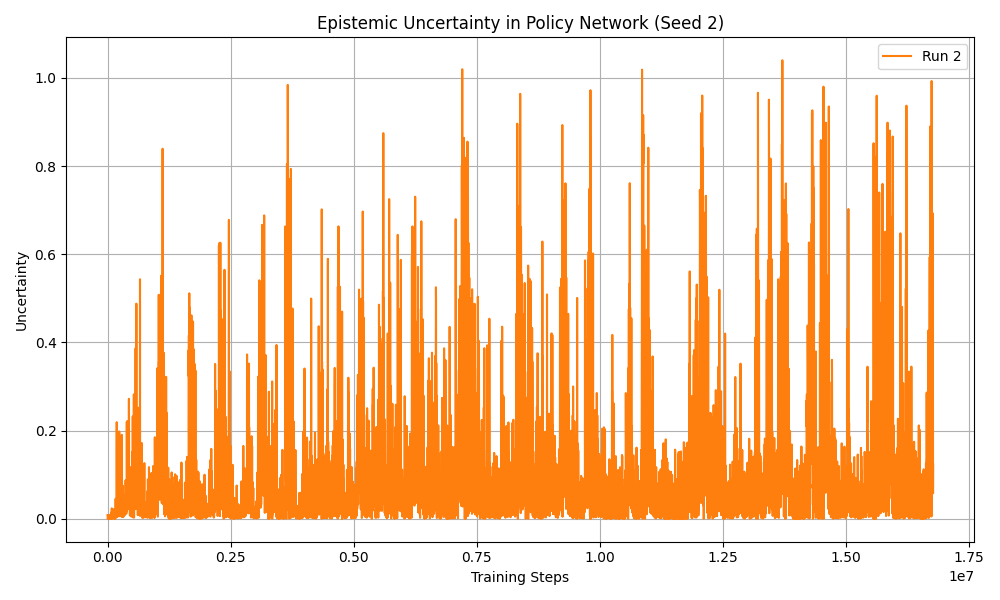 Epistemic Uncertainty in Policy Network (Seed 2)
Run 2
Uncertainty
1.0
0.8
0.6
0.4
0.2
0.0
0.00 0.25 0.50 0.75 1.00 1.25 1.50 1.75
1e7
Training Steps